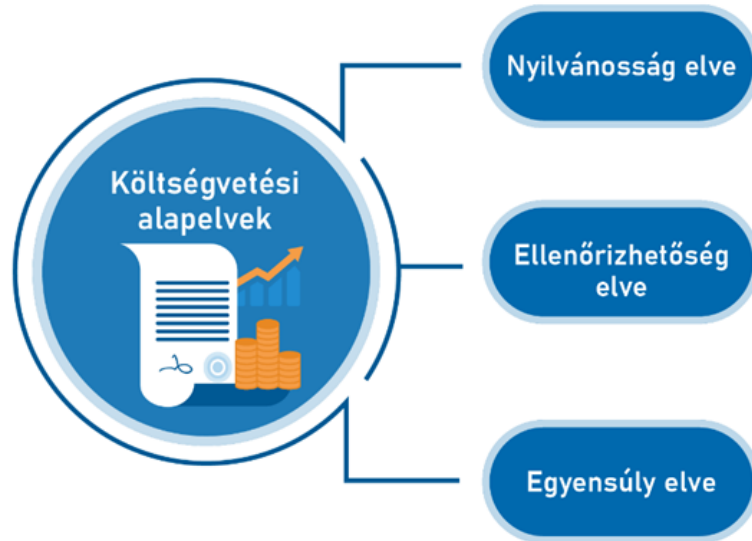 Költségvetési
alapelvek
Nyilvánosság elve
Ellenőrizhetőség
elve
Egyensúly elve